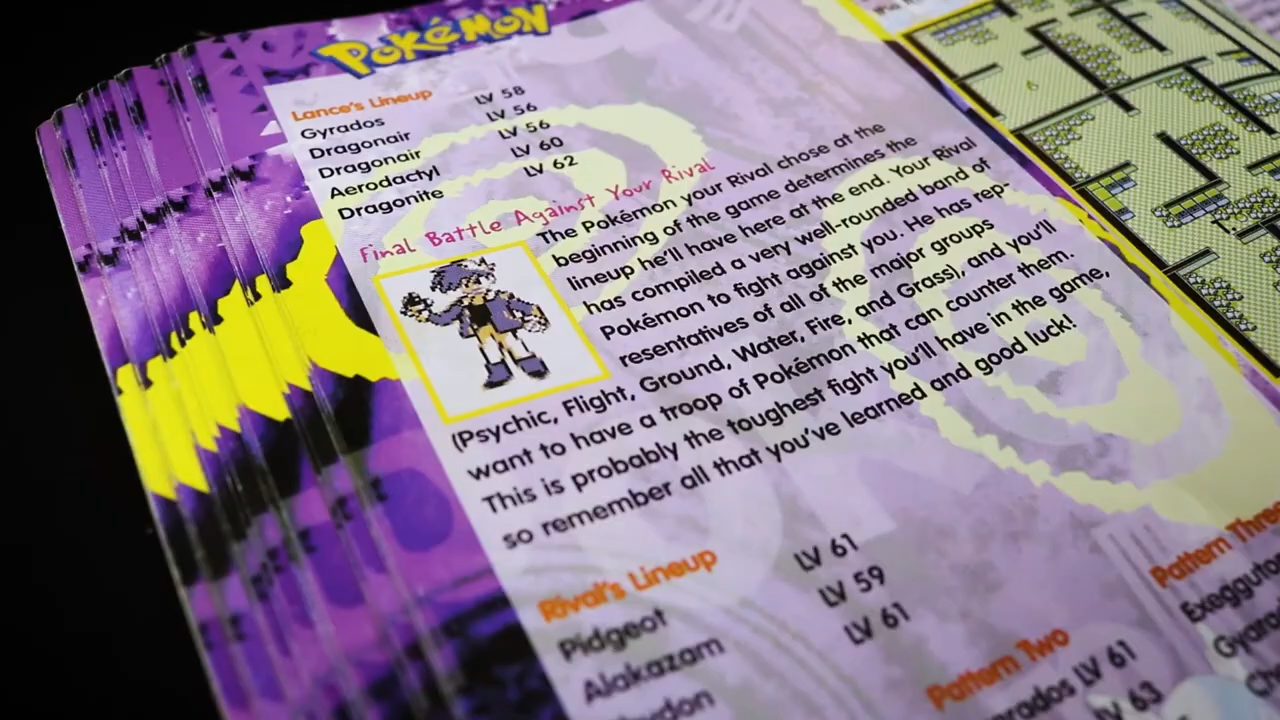 POKéMON
Lance's Lineup
Gyrados LV 58
Dragonair LV 56
Dragonair LV 56
Aerodactyl LV 60
Dragonite LV 62
Final Battle Against Your Rival
The Pokémon your Rival chose at the
beginning of the game determines the
lineup he'll have here at the end. Your Rival
has compiled a very well-rounded band of
Pokémon to fight against you. He has rep-
resentatives of all of the major groups
(Psychic, Flight, Ground, Water, Fire, and Grass), and you'll
want to have a troop of Pokémon that can counter them.
This is probably the toughest fight you'll have in the game,
so remember all that you've learned and good luck!
Rival's Lineup
Pidgeot LV 61
Alakazam LV 59
LV 61
Pattern Two
LV 61
LV 63
Pattern